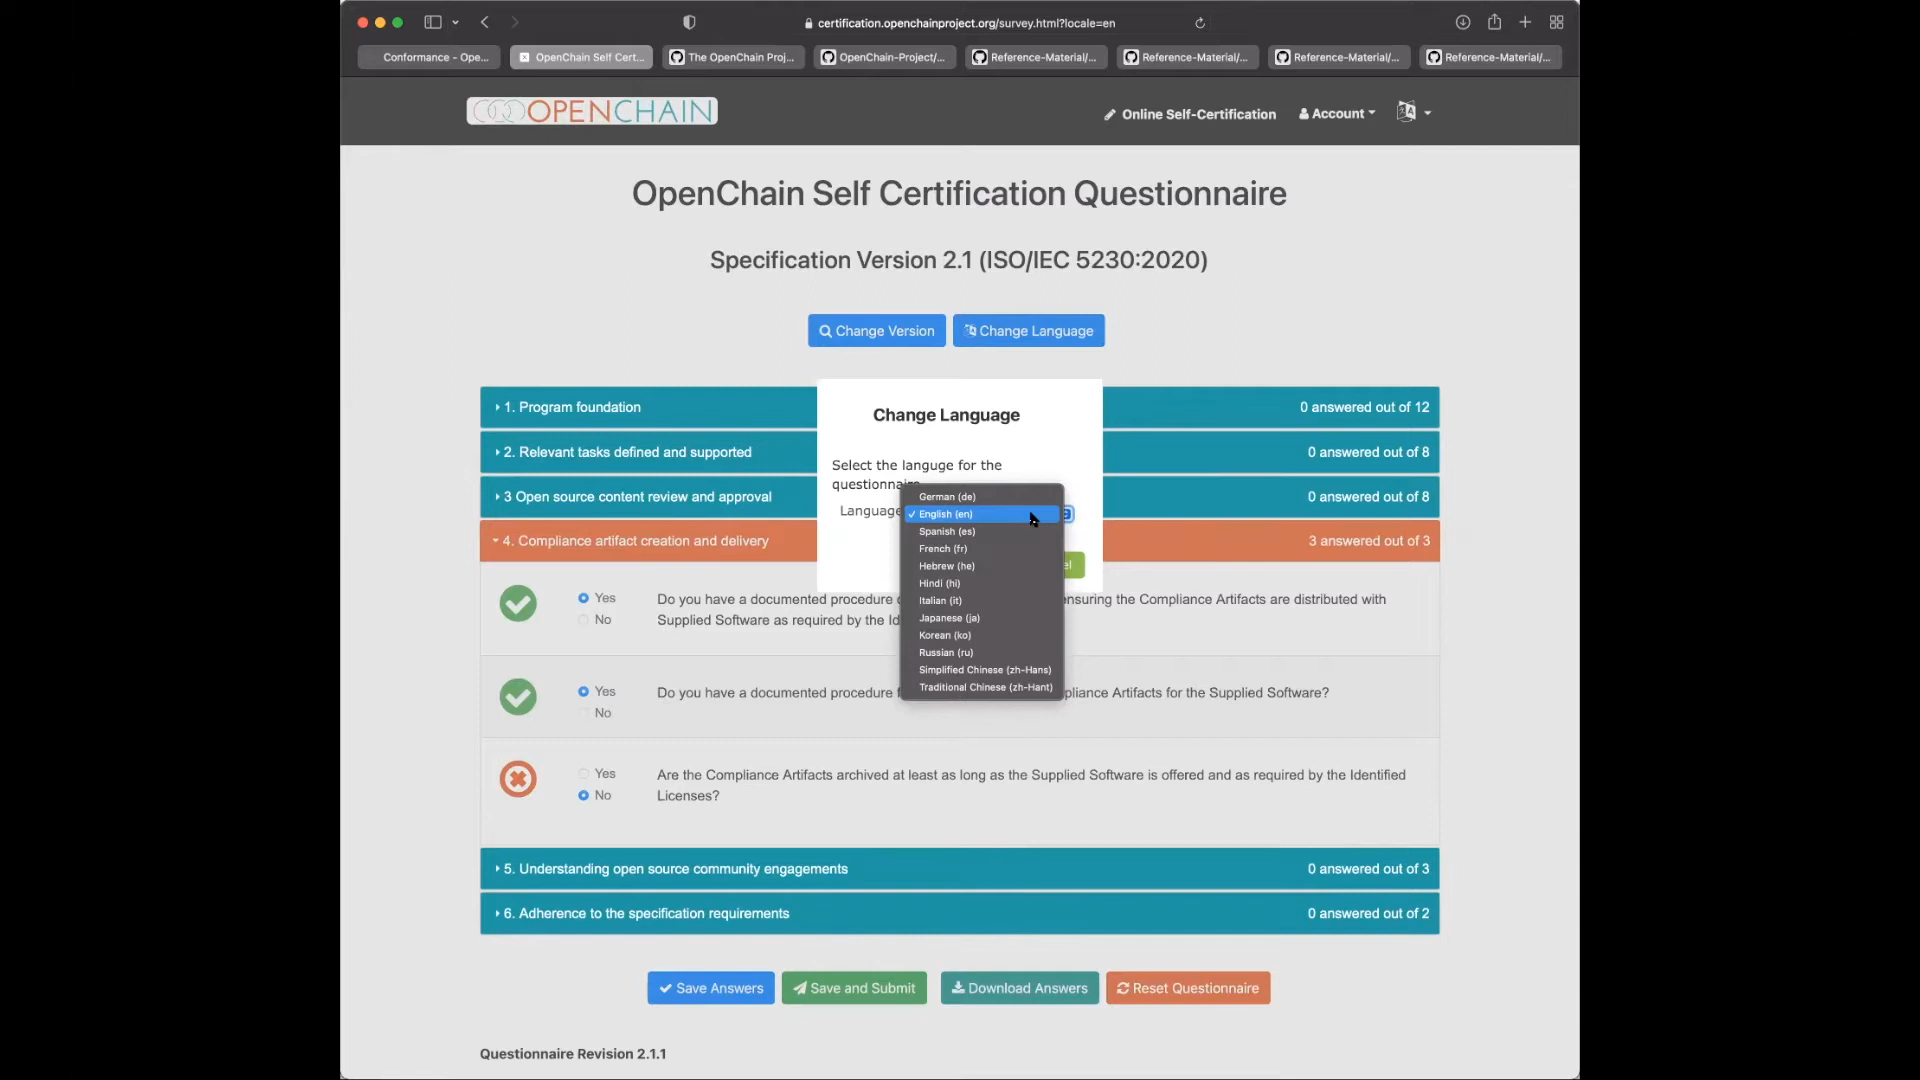 certification.openchainproject.org/survey.html?locale=en
Conformance - Ope...
OpenChain Self Cert...
The OpenChain Proj...
OpenChain-Project/...
Reference-Material/...
Reference-Material/...
Reference-Material/...
Reference-Material/...
OPENCHAIN
Online Self-Certification
Account
OpenChain Self Certification Questionnaire
Specification Version 2.1 (ISO/IEC 5230:2020)
Change Version
Change Language
1. Program foundation
0 answered out of 12
2. Relevant tasks defined and supported
0 answered out of 8
3 Open source content review and approval
0 answered out of 8
4. Compliance artifact creation and delivery
3 answered out of 3
Change Language
Select the languge for the
questionnaire
Language
German (de)
✓ English (en)
Spanish (es)
French (fr)
Hebrew (he)
Hindi (hi)
Italian (it)
Japanese (ja)
Korean (ko)
Russian (ru)
Simplified Chinese (zh-Hans)
Traditional Chinese (zh-Hant)
Yes
No
Do you have a documented procedure ensuring the Compliance Artifacts are distributed with
Supplied Software as required by the
Yes
No
Do you have a documented procedure Artifacts for the Supplied Software?
Yes
No
Are the Compliance Artifacts archived at least as long as the Supplied Software is offered and as required by the Identified
Licenses?
5. Understanding open source community engagements
0 answered out of 3
6. Adherence to the specification requirements
0 answered out of 2
Save Answers
Save and Submit
Download Answers
Reset Questionnaire
Questionnaire Revision 2.1.1